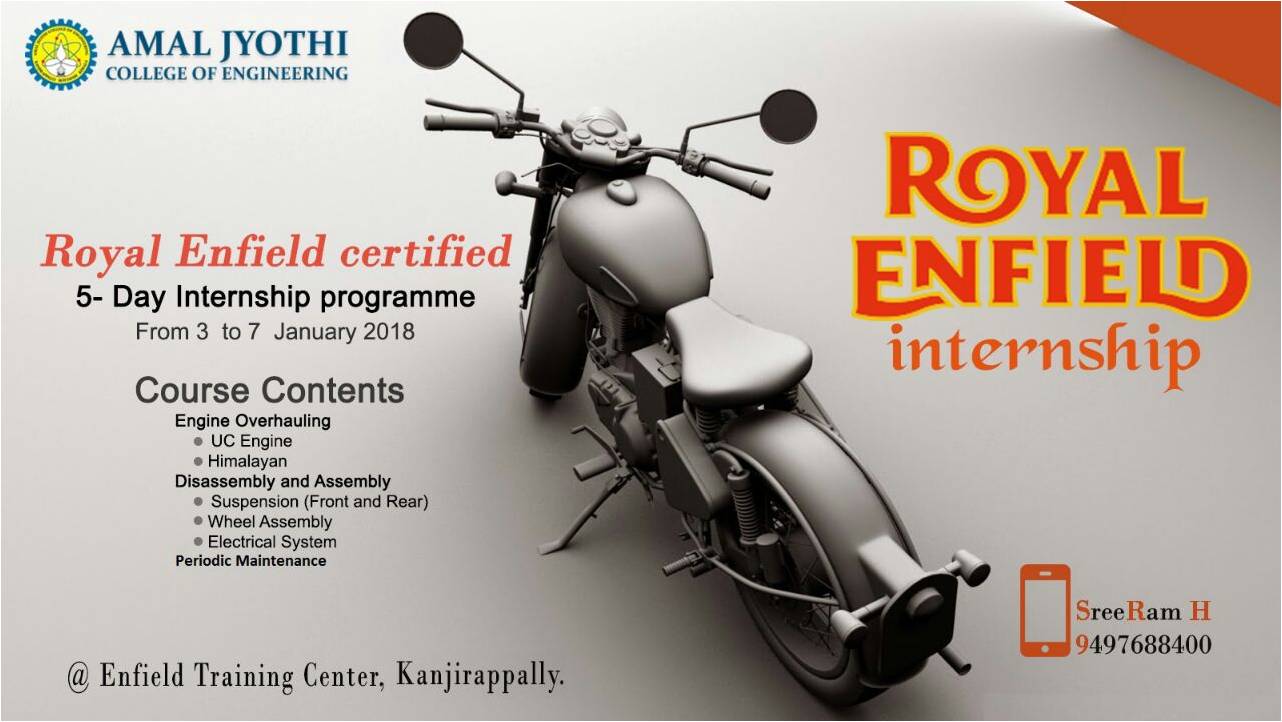 AMAL JYOTHI
COLLEGE OF ENGINEERING
Royal Enfield certified
5- Day Internship programme
From 3 to 7 January 2018
Course Contents
Engine Overhauling
UC Engine
Himalayan
Disassembly and Assembly
Suspension (Front and Rear)
Wheel Assembly
Electrical System
Periodic Maintenance
@ Enfield Training Center, Kanjirappally.
ROYAL
ENFIELD
internship
SreeRam H
9497688400